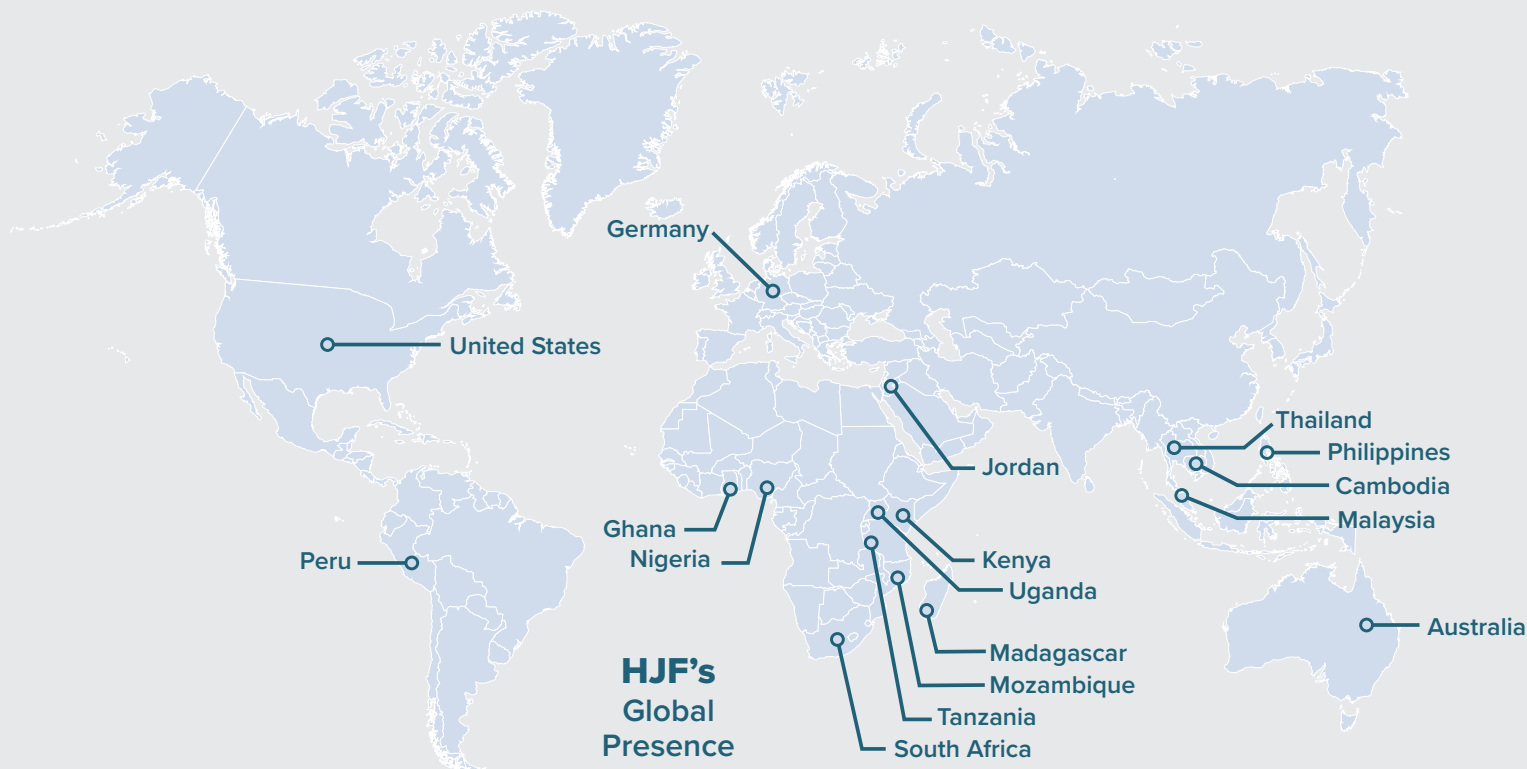 Germany
United States
Thailand
Philippines
Jordan
Cambodia
Malaysia
Ghana
Nigeria
Peru
Kenya
Uganda
Australia
Madagascar
Mozambique
Tanzania
South Africa
HJF’s
Global
Presence